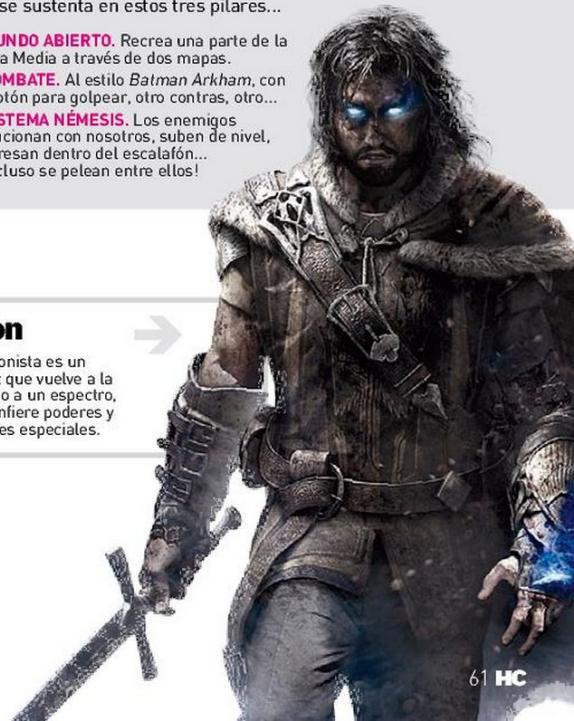 se sustenta en estos tres pilares...
UNDO ABIERTO. Recrea una parte de la
a Media a través de dos mapas.
OMBATE. Al estilo Batman Arkham, con
otón para golpear, otro contras, otro...
STEMA NÉMESIS. Los enemigos
ucionan con nosotros, suben de nivel,
resan dentro del escalafón...
cluso se pelean entre ellos!
on
onista es un
que vuelve a la
o a un espectro,
nfiere poderes y
es especiales.
61 HC